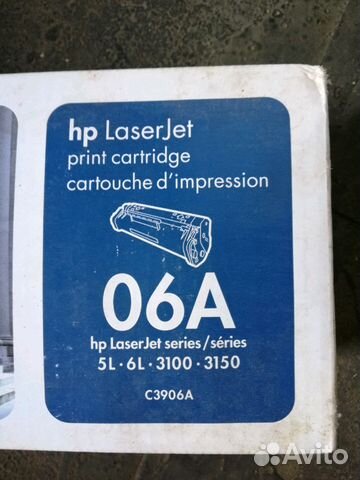 hp LaserJet
print cartridge
cartouche d'impression
06A
hp LaserJet series/séries
5L · 6L · 3100 · 3150
C3906A
Avito